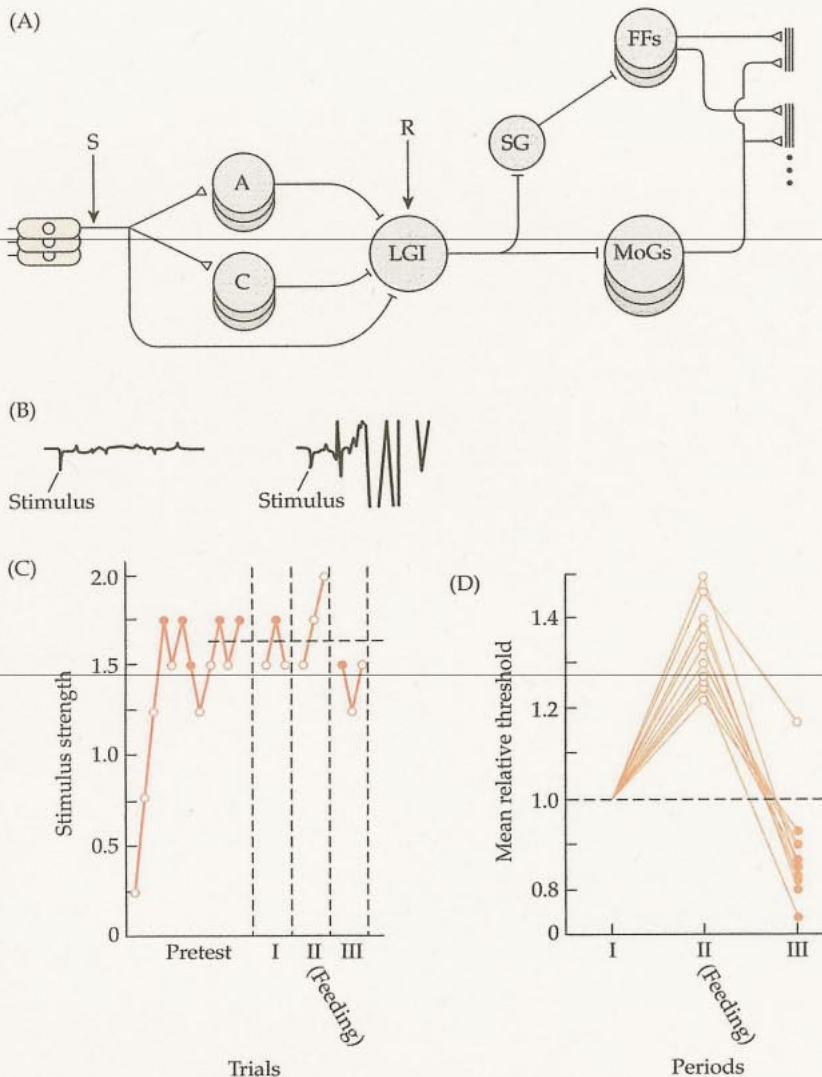 (A)
FFs
S
R
SG
A
LGI
MoGs
C
(B)
Stimulus
Stimulus
(C)
2.0
1.5
1.0
0.5
0
Stimulus strength
Pretest
I
II
III
(Feeding)
Trials
(D)
1.4
1.2
1.0
0.8
0
Mean relative threshold
I
II
III
(Feeding)
Periods